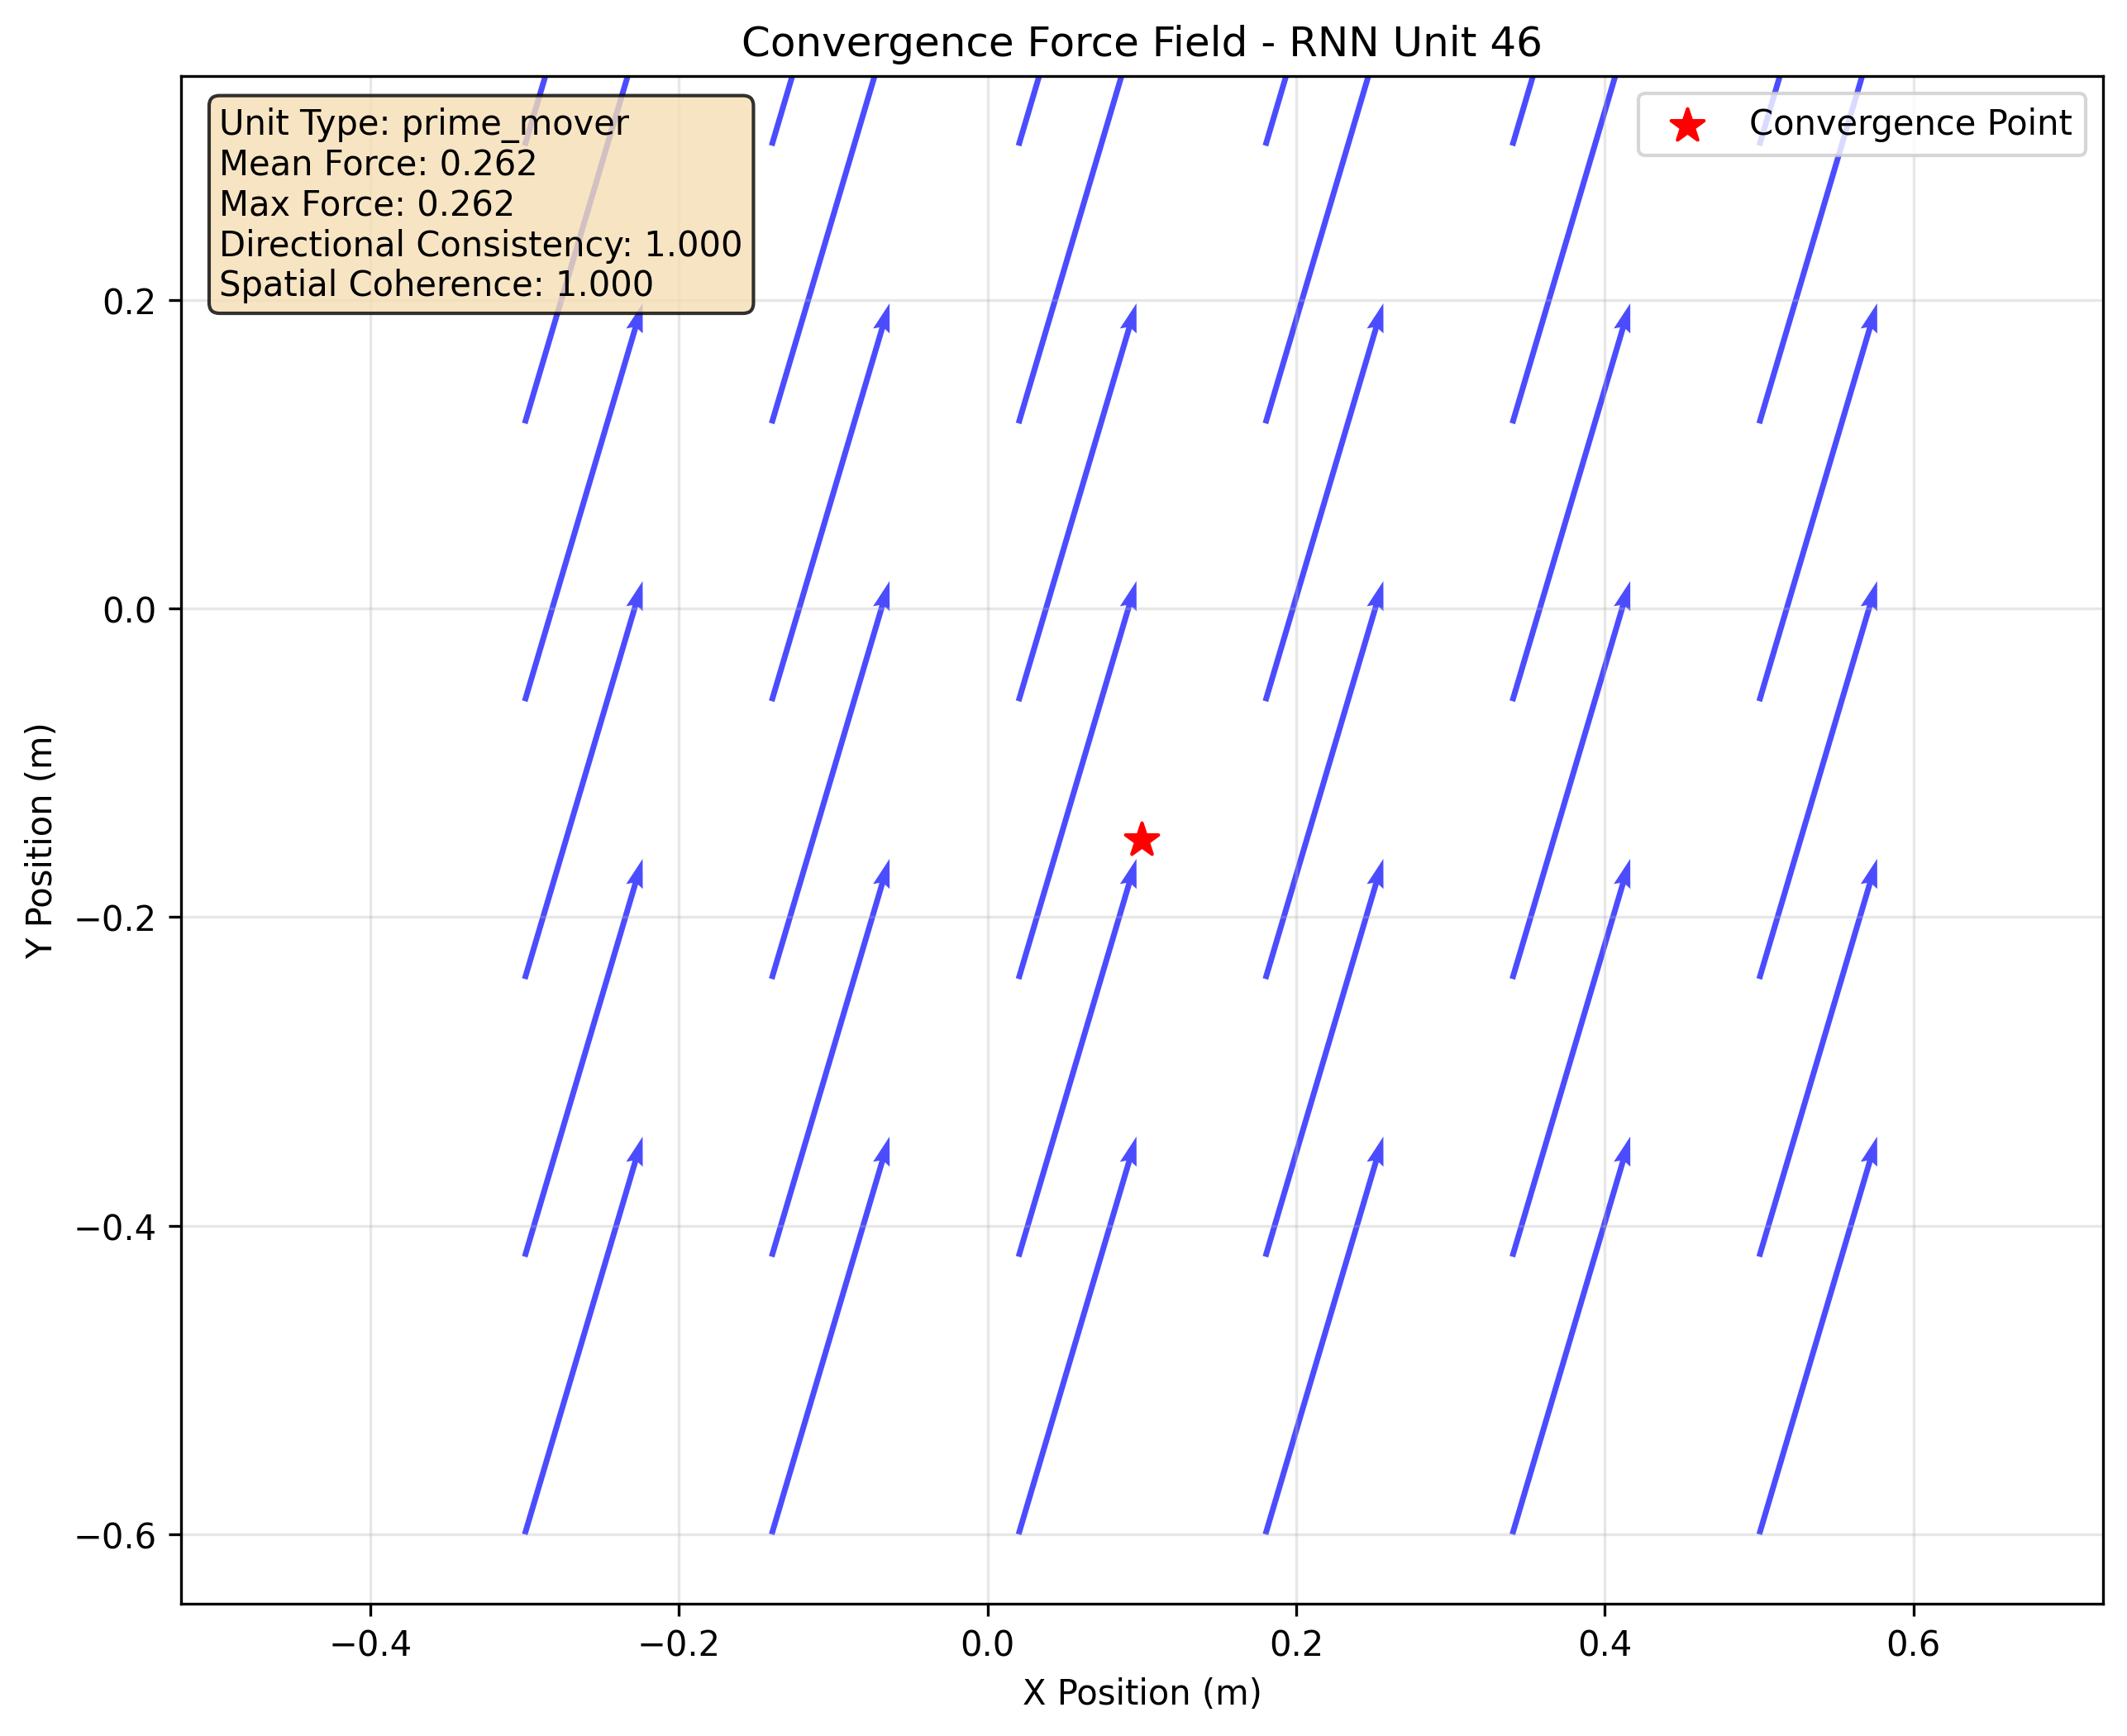 Convergence Force Field - RNN Unit 46
Unit Type: prime_mover
Mean Force: 0.262
Max Force: 0.262
Directional Consistency: 1.000
Spatial Coherence: 1.000
Convergence Point
0.2
0.0
−0.2
−0.4
−0.6
Y Position (m)
−0.4
−0.2
0.0
0.2
0.4
0.6
X Position (m)